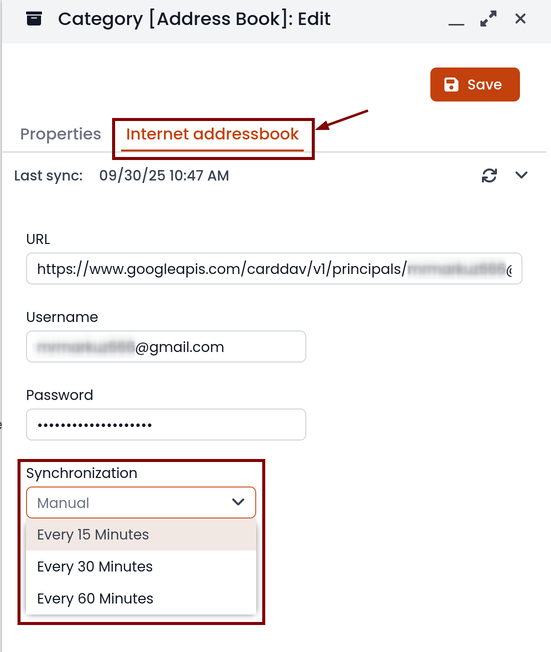 Category [Address Book]: Edit
Save
Properties Internet addressbook
Last sync: 09/30/25 10:47 AM
URL
https://www.googleapis.com/carddav/v1/principals/
Username
@gmail.com
Password
••••••••••••••••••••
Synchronization
Manual
Every 15 Minutes
Every 30 Minutes
Every 60 Minutes